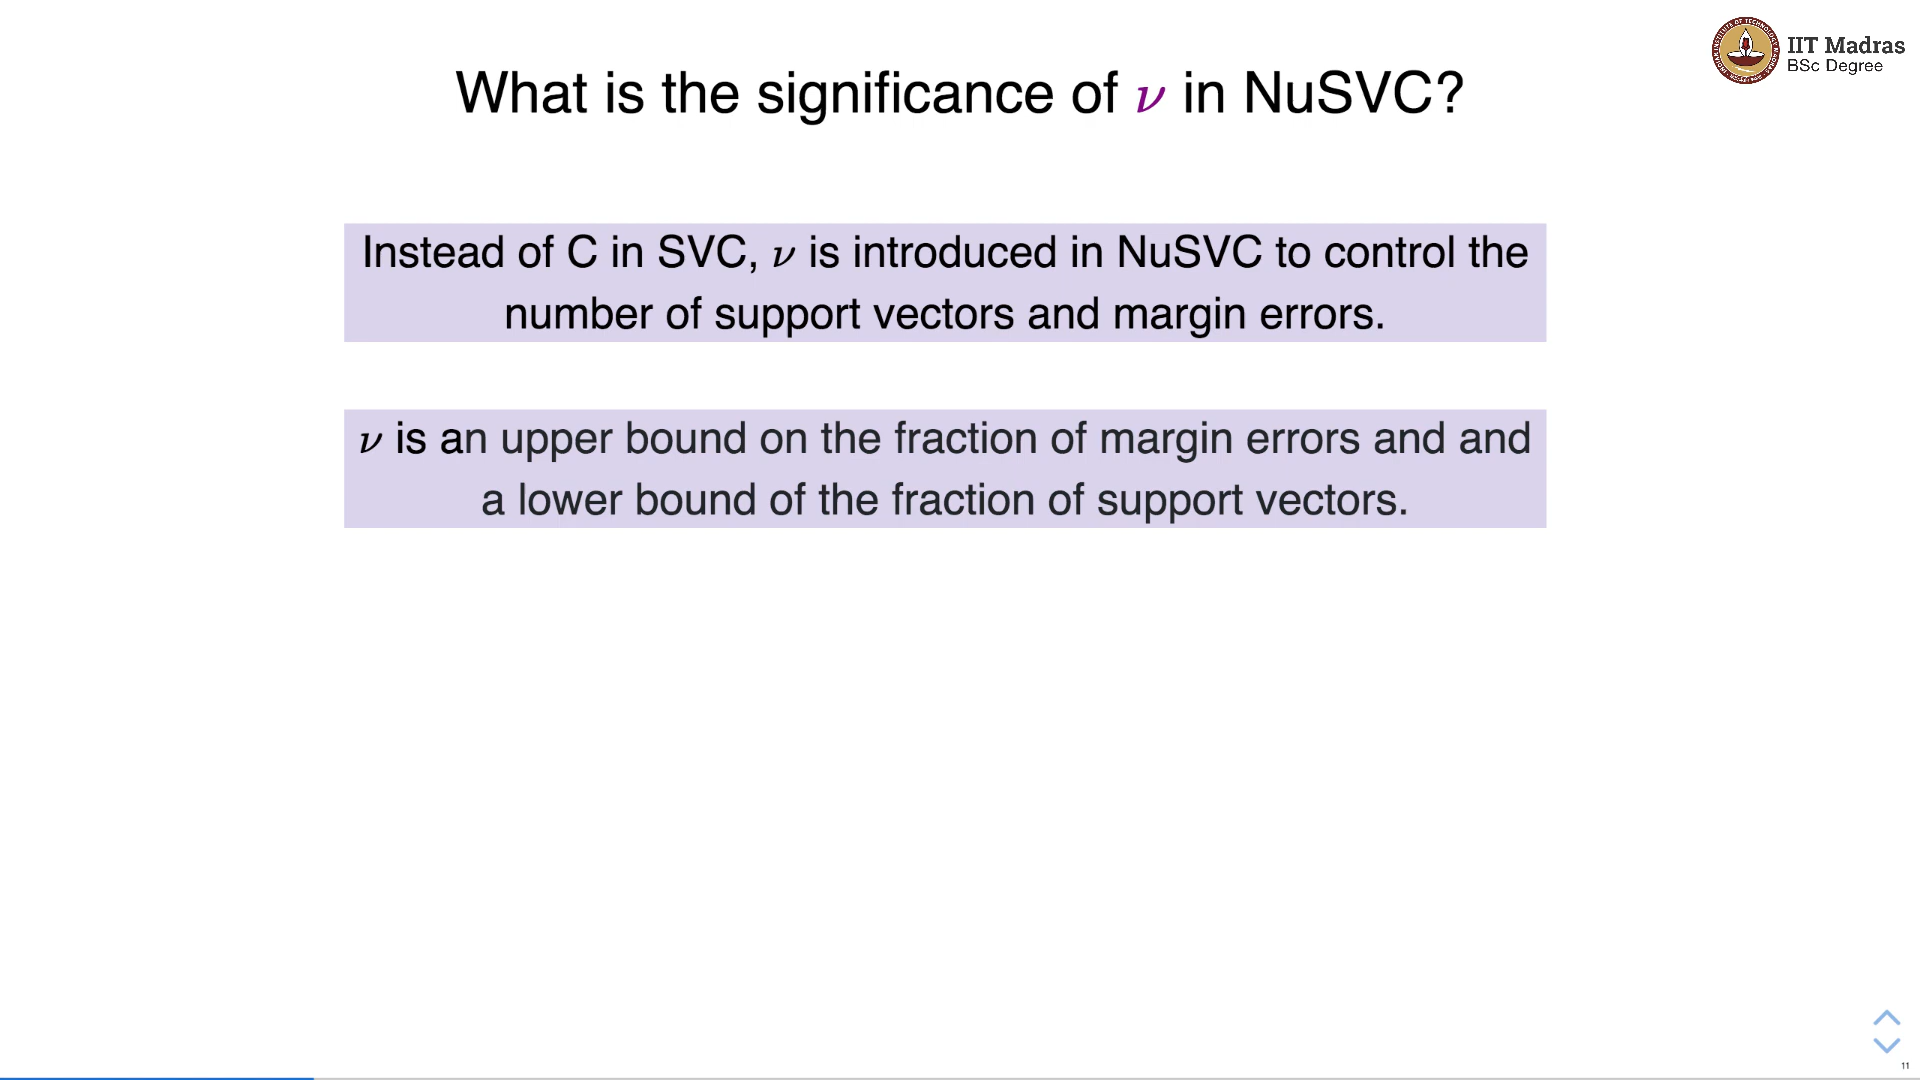 IIT Madras
BSc Degree
What is the significance of ν in NuSVC?
Instead of C in SVC, ν is introduced in NuSVC to control the
number of support vectors and margin errors.
ν is an upper bound on the fraction of margin errors and and
a lower bound of the fraction of support vectors.
11